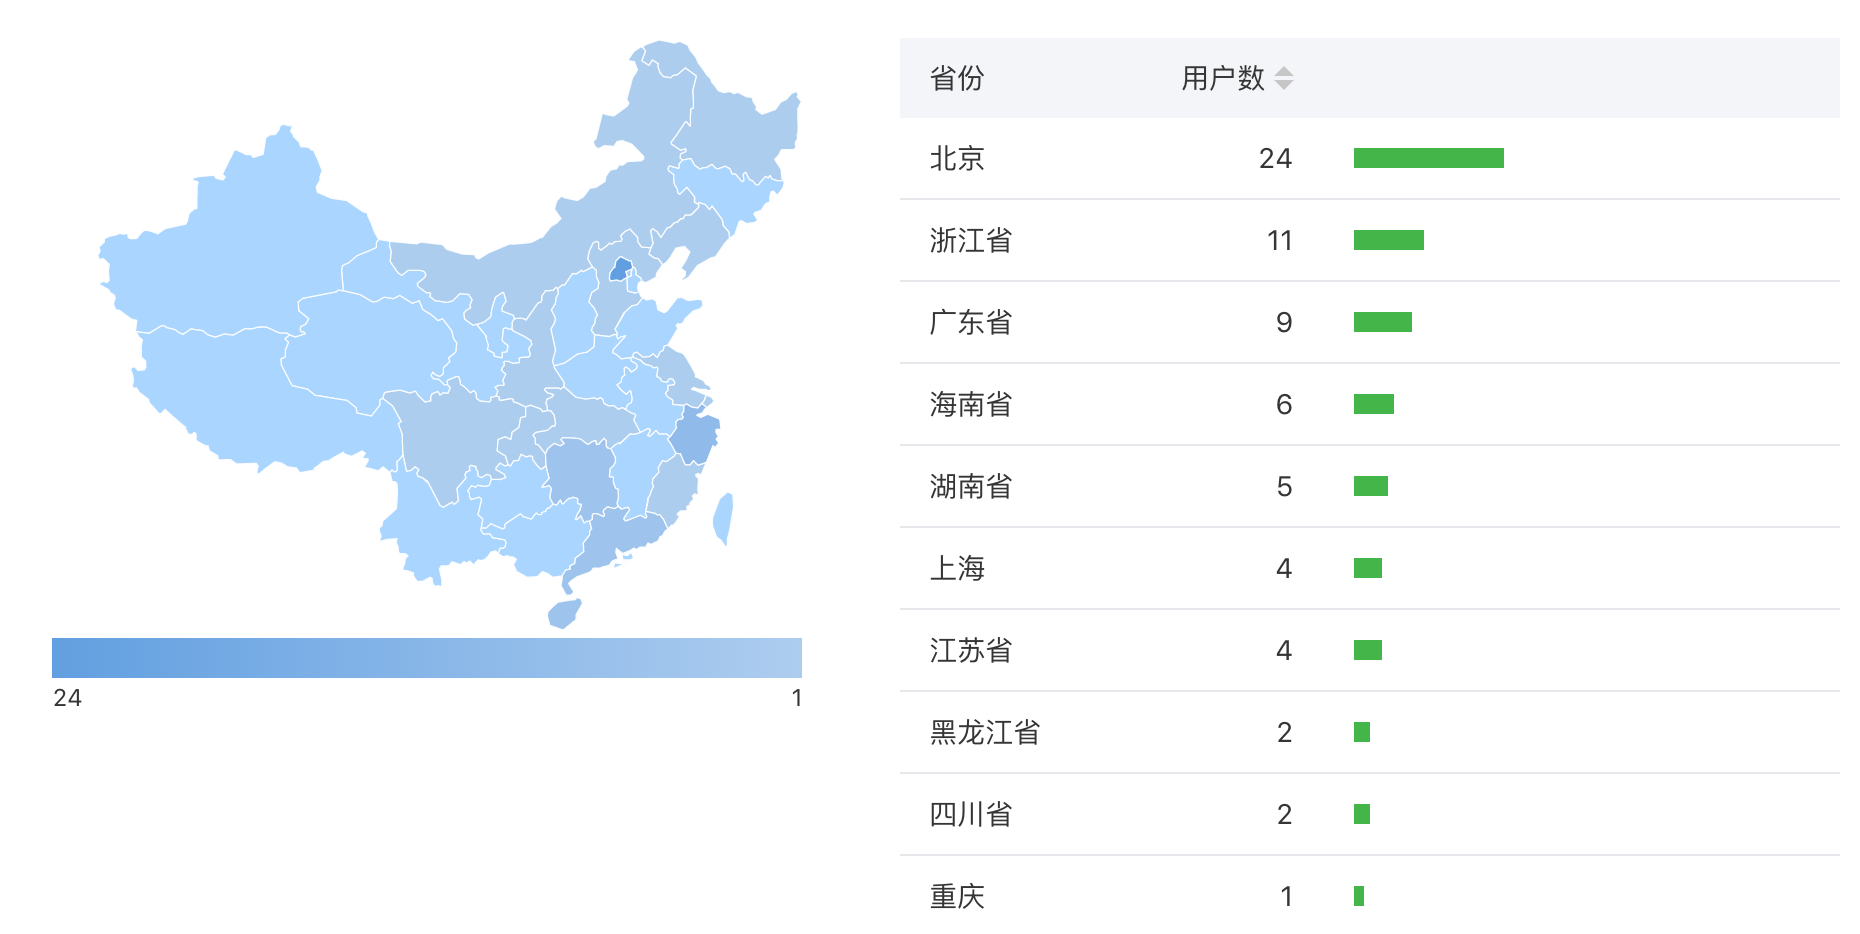 省份 用户数
北京 24
浙江省 11
广东省 9
海南省 6
湖南省 5
上海 4
江苏省 4
黑龙江省 2
四川省 2
重庆 1
24 1